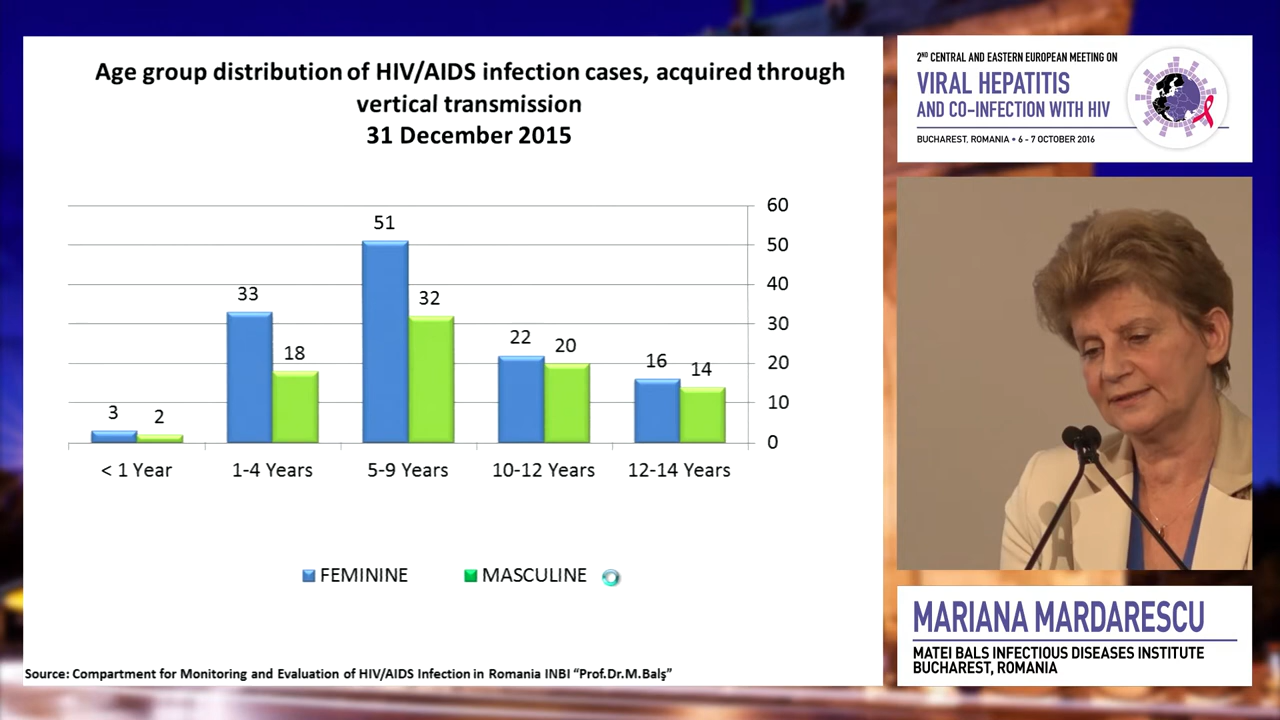 Age group distribution of HIV/AIDS infection cases, acquired through
vertical transmission
31 December 2015
60
50
40
30
20
10
0
3
2
33
18
51
32
22
20
16
14
< 1 Year
1-4 Years
5-9 Years
10-12 Years
12-14 Years
FEMININE
MASCULINE
Source: Compartment for Monitoring and Evaluation of HIV/AIDS Infection in Romania INBI “Prof.Dr.M.Balş”
2ND CENTRAL AND EASTERN EUROPEAN MEETING ON
VIRAL HEPATITIS
AND CO-INFECTION WITH HIV
BUCHAREST, ROMANIA • 6 - 7 OCTOBER 2016
MARIANA MARDARESCU
MATEI BALS INFECTIOUS DISEASES INSTITUTE
BUCHAREST, ROMANIA